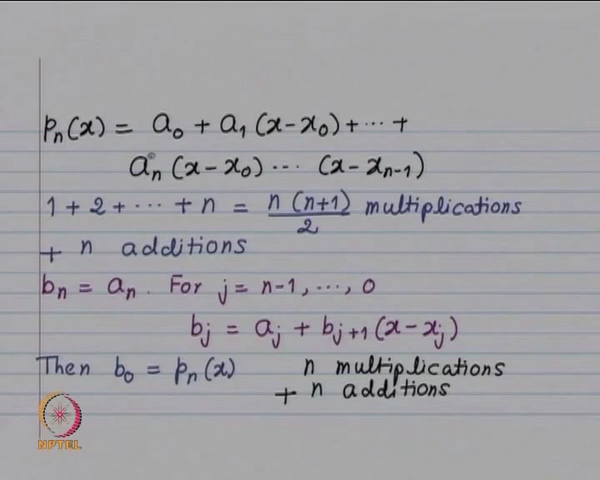 pₙ(x) = a₀ + a₁(x-x₀)+ ··· +
aₙ(x-x₀) ··· (x-xₙ₋₁)
1+2+ ··· +n = n(n+1)/2 multiplications
+ n additions
bₙ = aₙ. For j = n-1, ···, 0
bⱼ = aⱼ + bⱼ₊₁(x-xⱼ)
Then b₀ = pₙ(x) n multiplications
+ n additions
NPTEL